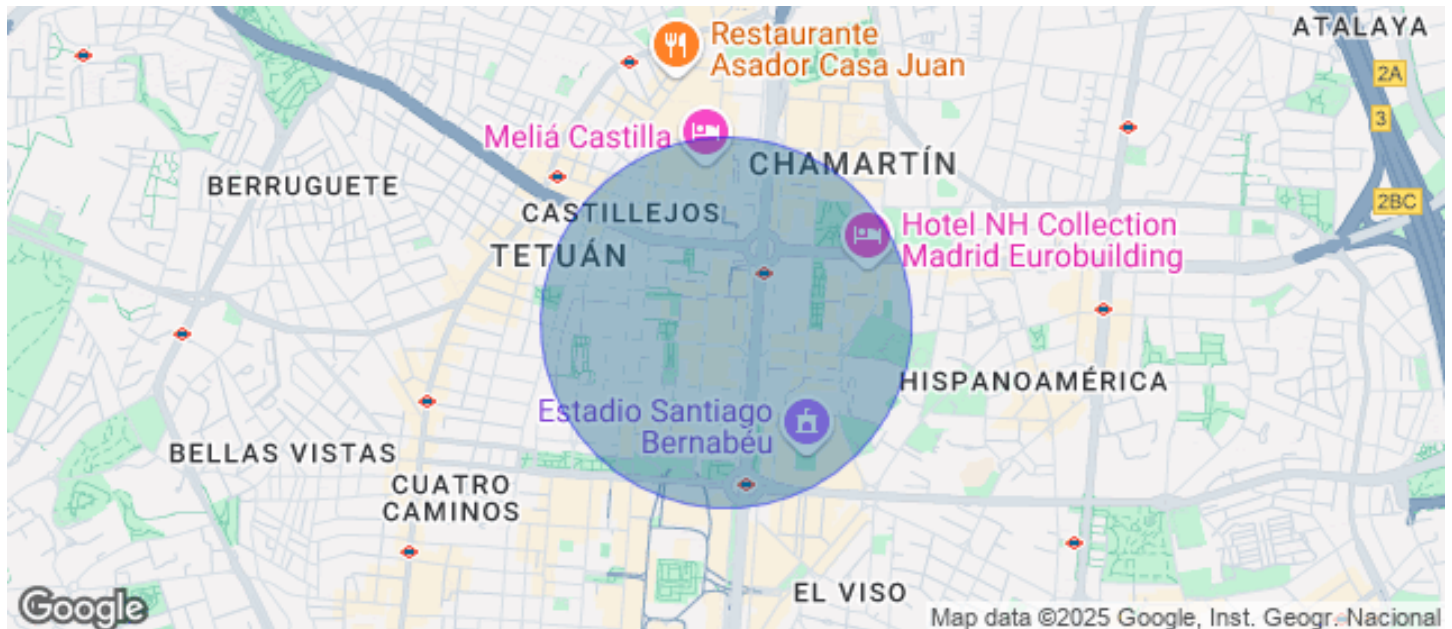 ATALAYA
Restaurante
Asador Casa Juan
2A
3
Meliá Castilla
CHAMARTÍN
BERRUGUETE
2BC
CASTILLEJOS
Hotel NH Collection
Madrid Eurobuilding
TETUÁN
HISPANOAMÉRICA
Estadio Santiago
Bernabéu
BELLAS VISTAS
CUATRO
CAMINOS
EL VISO
Google
Map data ©2025 Google, Inst. Geogr. Nacional